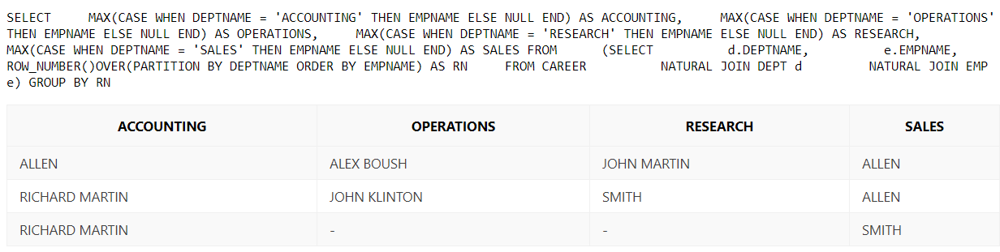 SELECT     MAX(CASE WHEN DEPTNAME = 'ACCOUNTING' THEN EMPNAME ELSE NULL END) AS ACCOUNTING,     MAX(CASE WHEN DEPTNAME = 'OPERATIONS'
THEN EMPNAME ELSE NULL END) AS OPERATIONS,     MAX(CASE WHEN DEPTNAME = 'RESEARCH' THEN EMPNAME ELSE NULL END) AS RESEARCH,
MAX(CASE WHEN DEPTNAME = 'SALES' THEN EMPNAME ELSE NULL END) AS SALES FROM     (SELECT          d.DEPTNAME,          e.EMPNAME,
ROW_NUMBER()OVER(PARTITION BY DEPTNAME ORDER BY EMPNAME) AS RN     FROM CAREER          NATURAL JOIN DEPT d         NATURAL JOIN EMP
e) GROUP BY RN
ACCOUNTING OPERATIONS RESEARCH SALES
ALLEN ALEX BOUSH JOHN MARTIN ALLEN
RICHARD MARTIN JOHN KLINTON SMITH ALLEN
RICHARD MARTIN - - SMITH